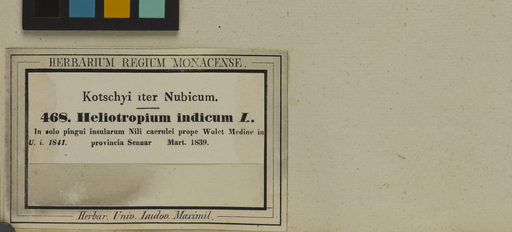 HERBARIUM REGIUM MONACENSE.
Kotschyi iter Nubicum.
468. Heliotropium indicum L.
In solo pingui insularum Nili caerulei prope Wolet Medine in
U. i. 1841. provincia Sennar Mart. 1839.
Herbar. Univ. Ludov. Maximil.